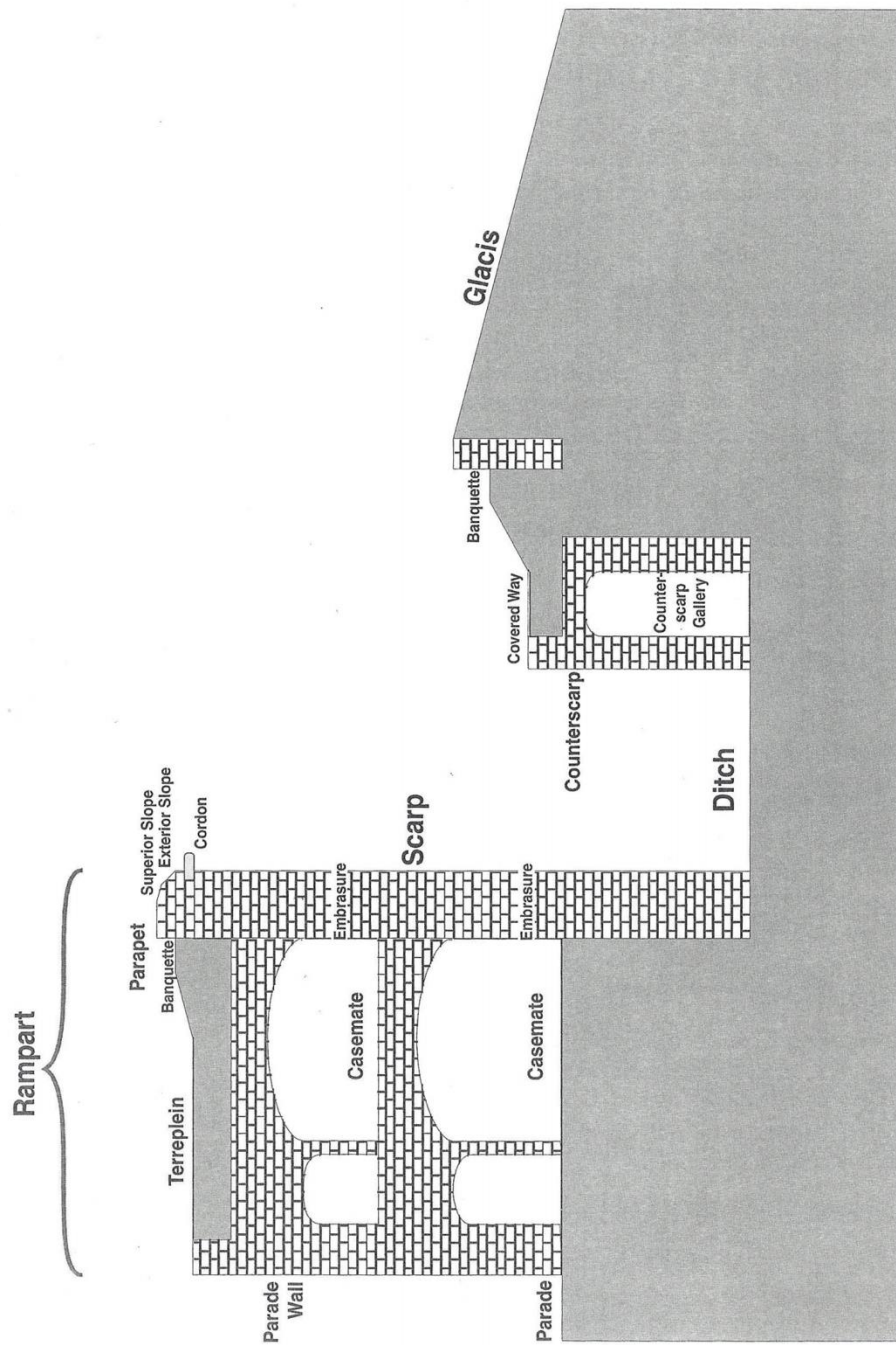 Rampart
Parapet
Superior Slope
Exterior Slope
Cordon
Banquette
Terreplein
Parade
Wall
Casemate
Embrasure
Scarp
Parade
Casemate
Embrasure
Counterscarp
Ditch
Covered Way
Counter-
scarp
Gallery
Banquette
Glacis